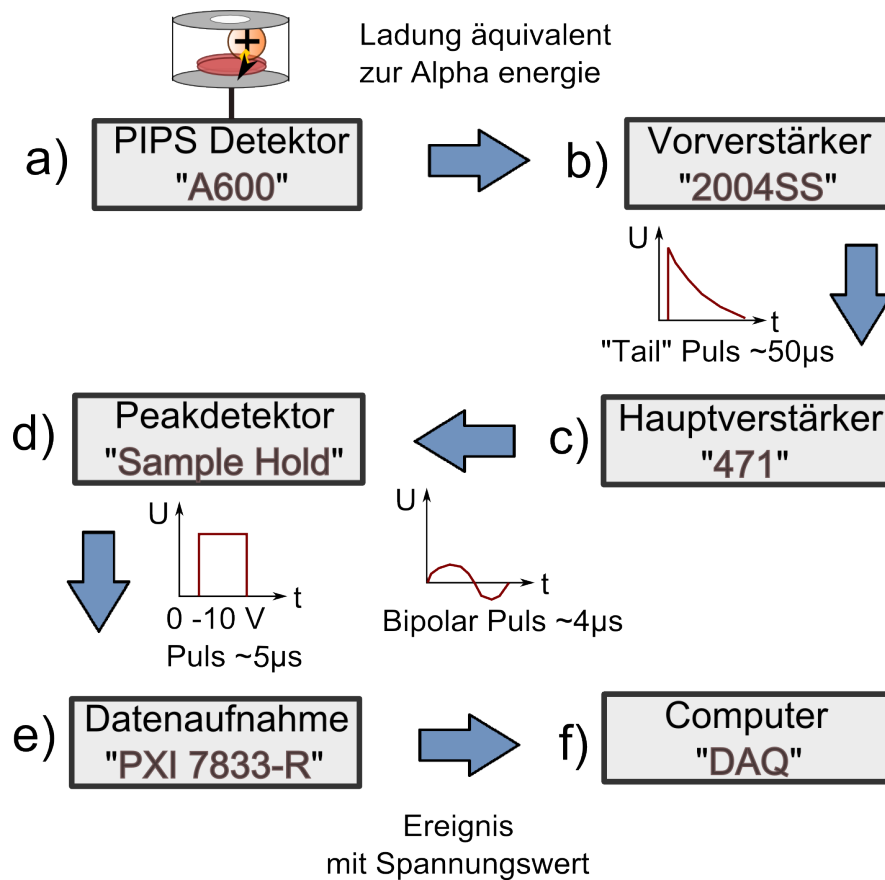 Ladung äquivalent
zur Alpha energie
a)
PIPS Detektor
"A600"
b)
Vorverstärker
"2004SS"
U
t
"Tail" Puls ~50µs
c)
Hauptverstärker
"471"
U
t
Bipolar Puls ~4µs
d)
Peakdetektor
"Sample Hold"
U
t
0 -10 V
Puls ~5µs
e)
Datenaufnahme
"PXI 7833-R"
f)
Computer
"DAQ"
Ereignis
mit Spannungswert